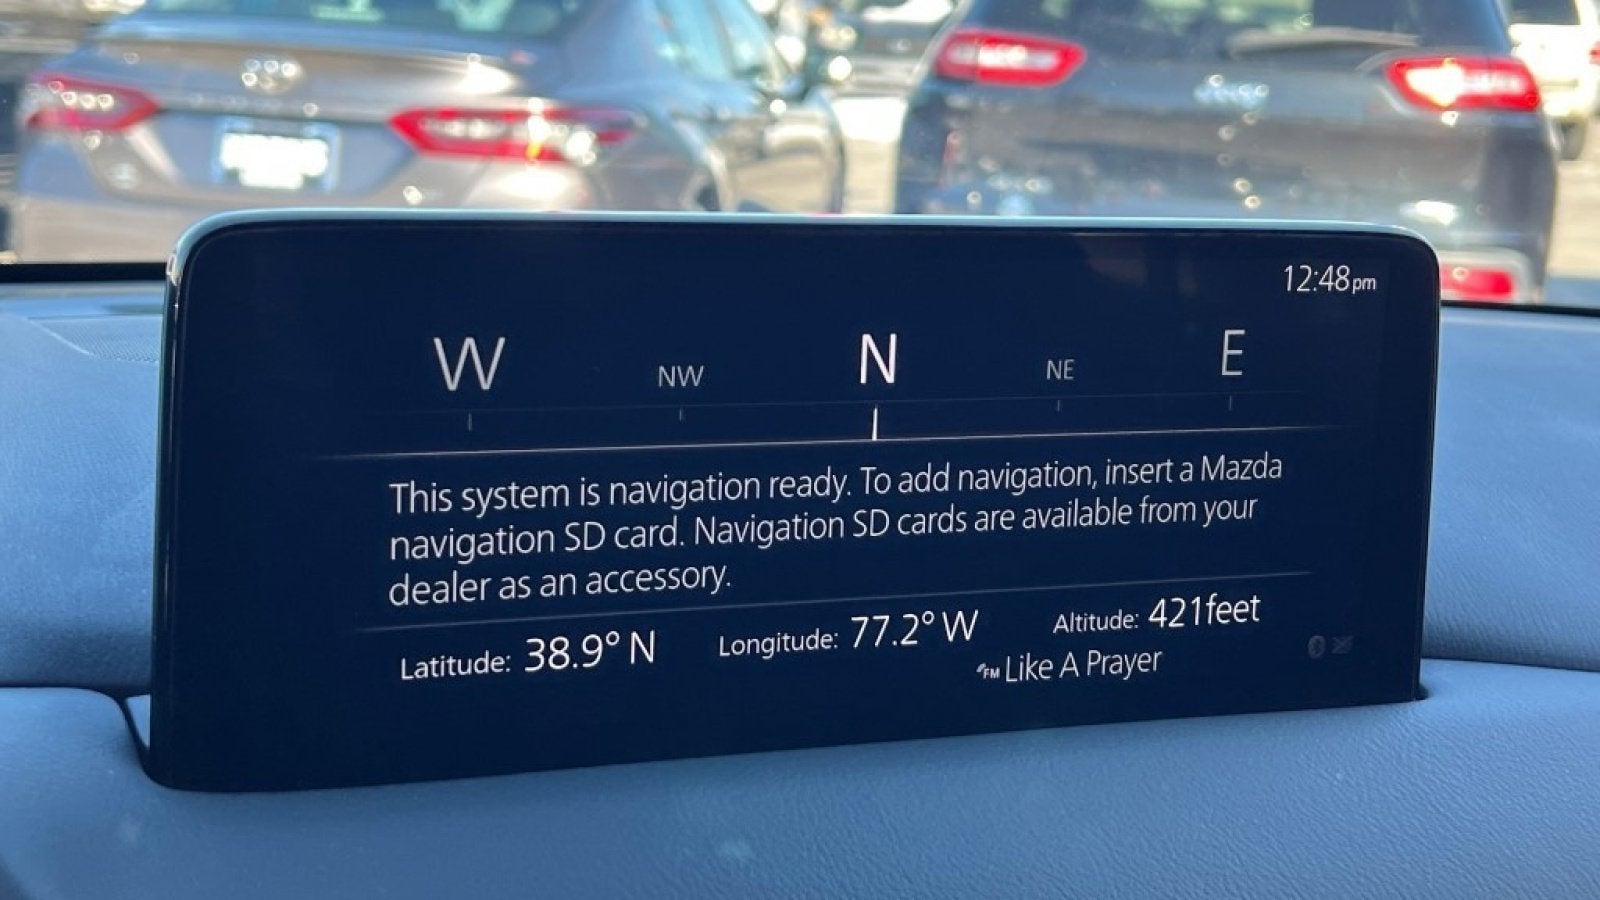 12:48pm
W NW N NE E
This system is navigation ready. To add navigation, insert a Mazda
navigation SD card. Navigation SD cards are available from your
dealer as an accessory.
Latitude: 38.9° N Longitude: 77.2° W Altitude: 421feet
FM Like A Prayer